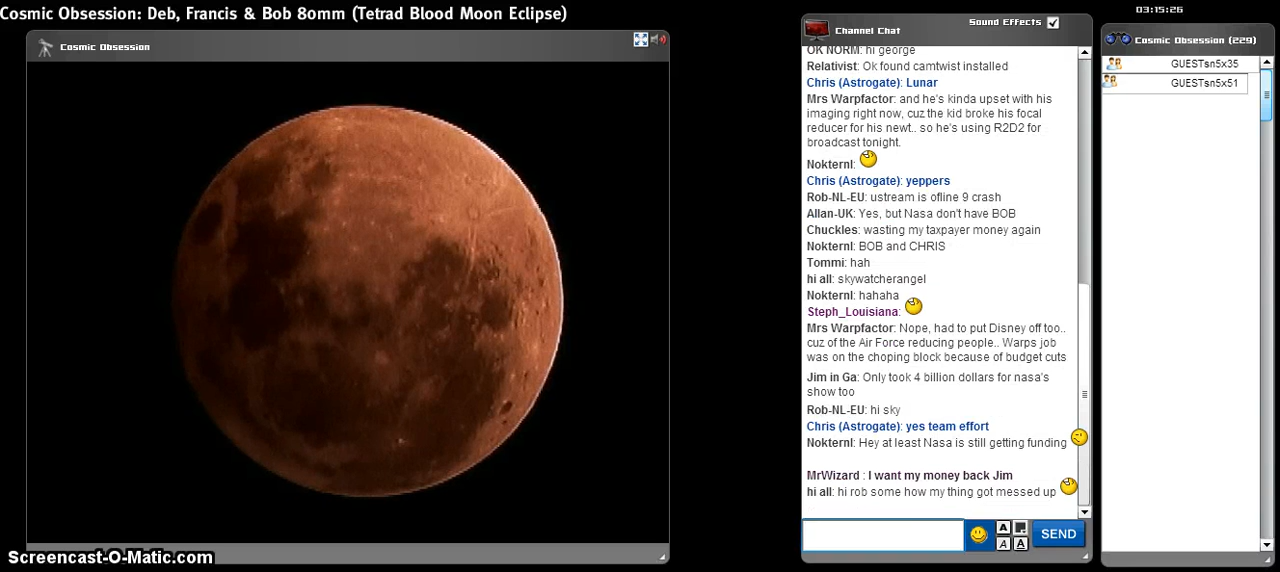 Cosmic Obsession: Deb, Francis & Bob 80mm (Tetrad Blood Moon Eclipse)
Cosmic Obsession
Screencast-O-Matic.com
Channel Chat
Sound Effects
OK NORM: hi george
Relativist: Ok found camtwist installed
Chris (Astrogate): Lunar
Mrs Warpfactor: and he's kinda upset with his
imaging right now, cuz the kid broke his focal
reducer for his newt.. so he's using R2D2 for
broadcast tonight.
Nokternl:
Chris (Astrogate): yeppers
Rob-NL-EU: ustream is ofline 9 crash
Allan-UK: Yes, but Nasa don't have BOB
Chuckles: wasting my taxpayer money again
Nokternl: BOB and CHRIS
Tommi: hah
hi all: skywatcherangel
Nokternl: hahaha
Steph_Louisiana:
Mrs Warpfactor: Nope, had to put Disney off too..
cuz of the Air Force reducing people.. Warps job
was on the choping block because of budget cuts
Jim in Ga: Only took 4 billion dollars for nasa's
show too
Rob-NL-EU: hi sky
Chris (Astrogate): yes team effort
Nokternl: Hey at least Nasa is still getting funding
MrWizard : I want my money back Jim
hi all: hi rob some how my thing got messed up
A
A A
SEND
03:15:26
Cosmic Obsession (229)
GUESTsn5x35
GUESTsn5x51